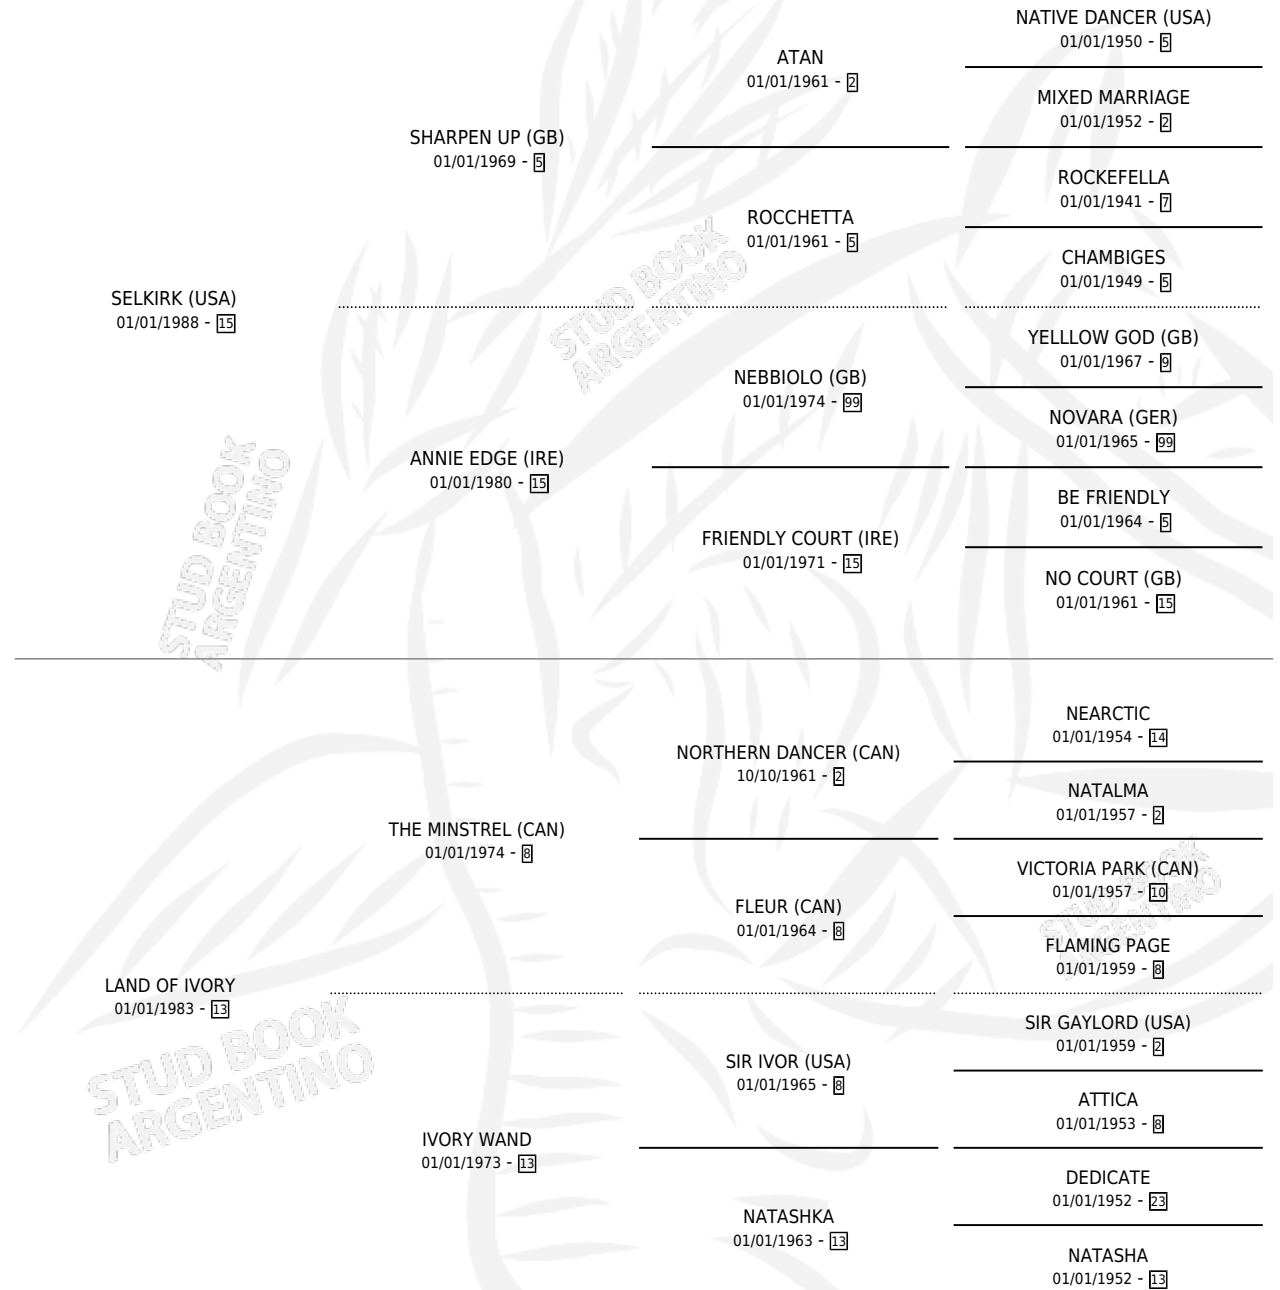 NATIVE DANCER (USA)
01/01/1950 - 5
ATAN
01/01/1961 - 2
MIXED MARRIAGE
01/01/1952 - 2
SHARPEN UP (GB)
01/01/1969 - 5
ROCKEFELLA
01/01/1941 - 7
ROCCHETTA
01/01/1961 - 5
CHAMBIGES
01/01/1949 - 5
SELKIRK (USA)
01/01/1988 - 15
YELLLOW GOD (GB)
01/01/1967 - 9
NEBBIOLO (GB)
01/01/1974 - 99
NOVARA (GER)
01/01/1965 - 99
ANNIE EDGE (IRE)
01/01/1980 - 15
BE FRIENDLY
01/01/1964 - 5
FRIENDLY COURT (IRE)
01/01/1971 - 15
NO COURT (GB)
01/01/1961 - 15
STUD BOOK
ARGENTINO
STUD BOOK
ARGENTINO
NEARCTIC
01/01/1954 - 14
NORTHERN DANCER (CAN)
10/10/1961 - 2
NATALMA
01/01/1957 - 2
THE MINSTREL (CAN)
01/01/1974 - 8
VICTORIA PARK (CAN)
01/01/1957 - 10
FLEUR (CAN)
01/01/1964 - 8
FLAMING PAGE
01/01/1959 - 8
STUD BOOK
ARGENTINO
LAND OF IVORY
01/01/1983 - 13
SIR GAYLORD (USA)
01/01/1959 - 2
SIR IVOR (USA)
01/01/1965 - 8
ATTICA
01/01/1953 - 8
IVORY WAND
01/01/1973 - 13
DEDICATE
01/01/1952 - 23
NATASHKA
01/01/1963 - 13
NATASHA
01/01/1952 - 13
STUD BOOK
ARGENTINO